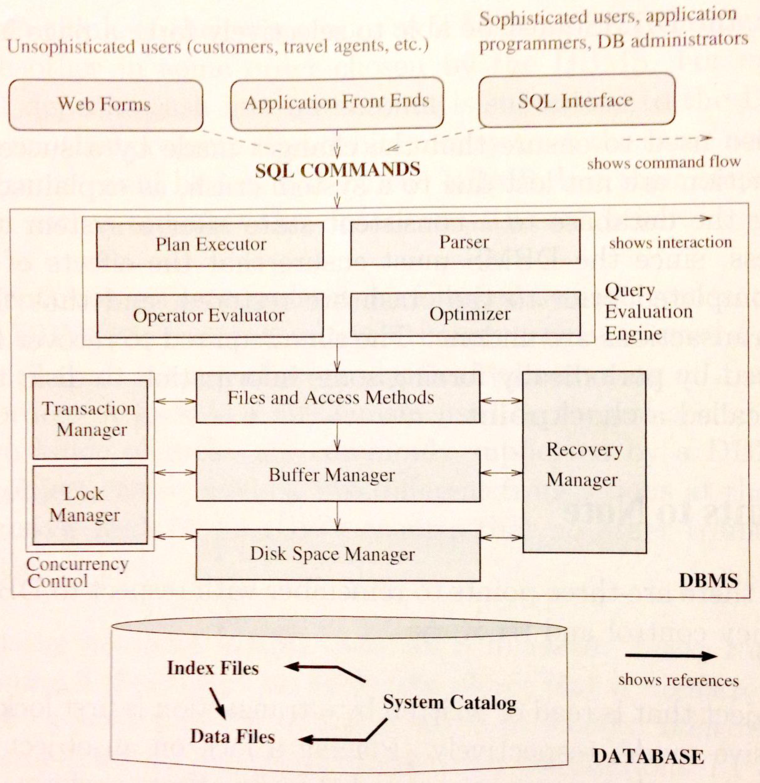 Sophisticated users, application
Unsophisticated users (customers, travel agents, etc.)
programmers, DB administrators
Web Forms
Application Front Ends
SQL Interface
SQL COMMANDS
shows command flow
Plan Executor
Parser
shows interaction
Operator Evaluator
Optimizer
Query
Evaluation
Engine
Transaction
Manager
Files and Access Methods
Lock
Manager
Buffer Manager
Recovery
Manager
Disk Space Manager
Concurrency
Control
DBMS
Index Files
System Catalog
shows references
Data Files
DATABASE